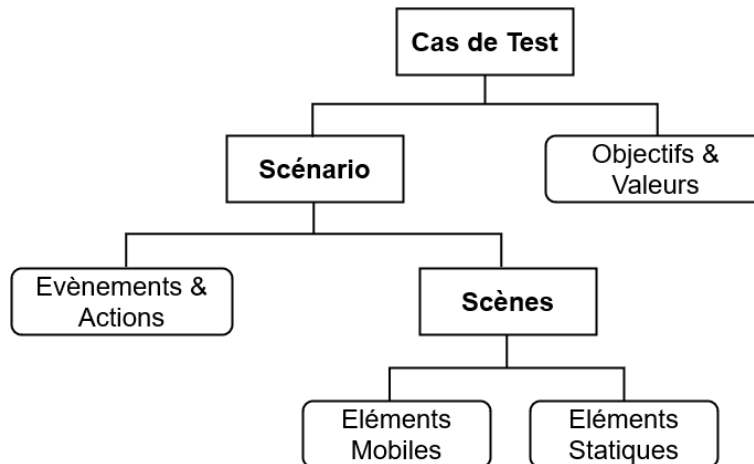 Cas de Test
Scénario
Objectifs &
Valeurs
Evènements &
Actions
Scènes
Eléments
Mobiles
Eléments
Statiques